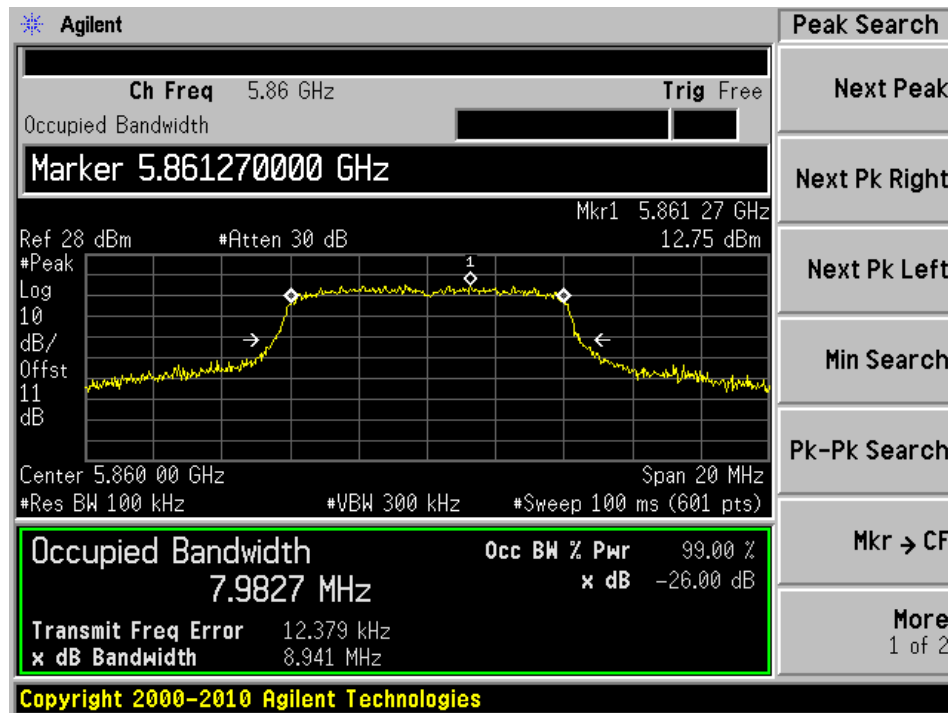 Agilent
Peak Search
Ch Freq 5.86 GHz Trig Free
Occupied Bandwidth
Marker 5.861270000 GHz
Mkr1 5.861 27 GHz
Ref 28 dBm #Atten 30 dB 12.75 dBm
#Peak
Log
10
dB/
Offst
11
dB
1
Center 5.860 00 GHz Span 20 MHz
#Res BW 100 kHz #VBW 300 kHz #Sweep 100 ms (601 pts)
Occupied Bandwidth
7.9827 MHz
Occ BW % Pwr 99.00 %
x dB -26.00 dB
Transmit Freq Error 12.379 kHz
x dB Bandwidth 8.941 MHz
Copyright 2000-2010 Agilent Technologies
Next Peak
Next Pk Right
Next Pk Left
Min Search
Pk-Pk Search
Mkr → CF
More
1 of 2